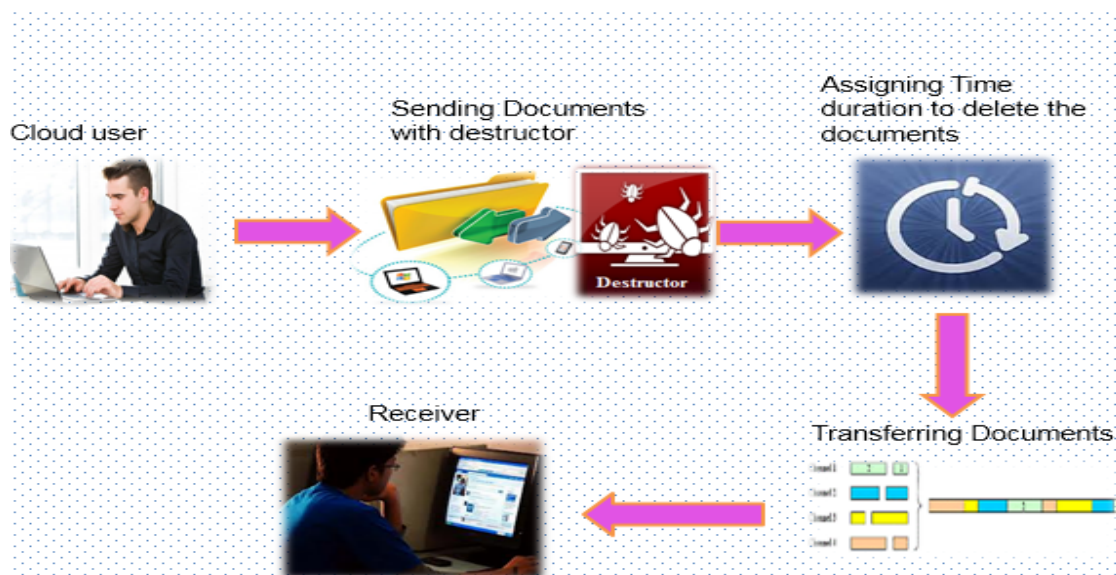 Cloud user
Sending Documents
with destructor
Destructor
Assigning Time
duration to delete the
documents
Transferring Documents
Receiver